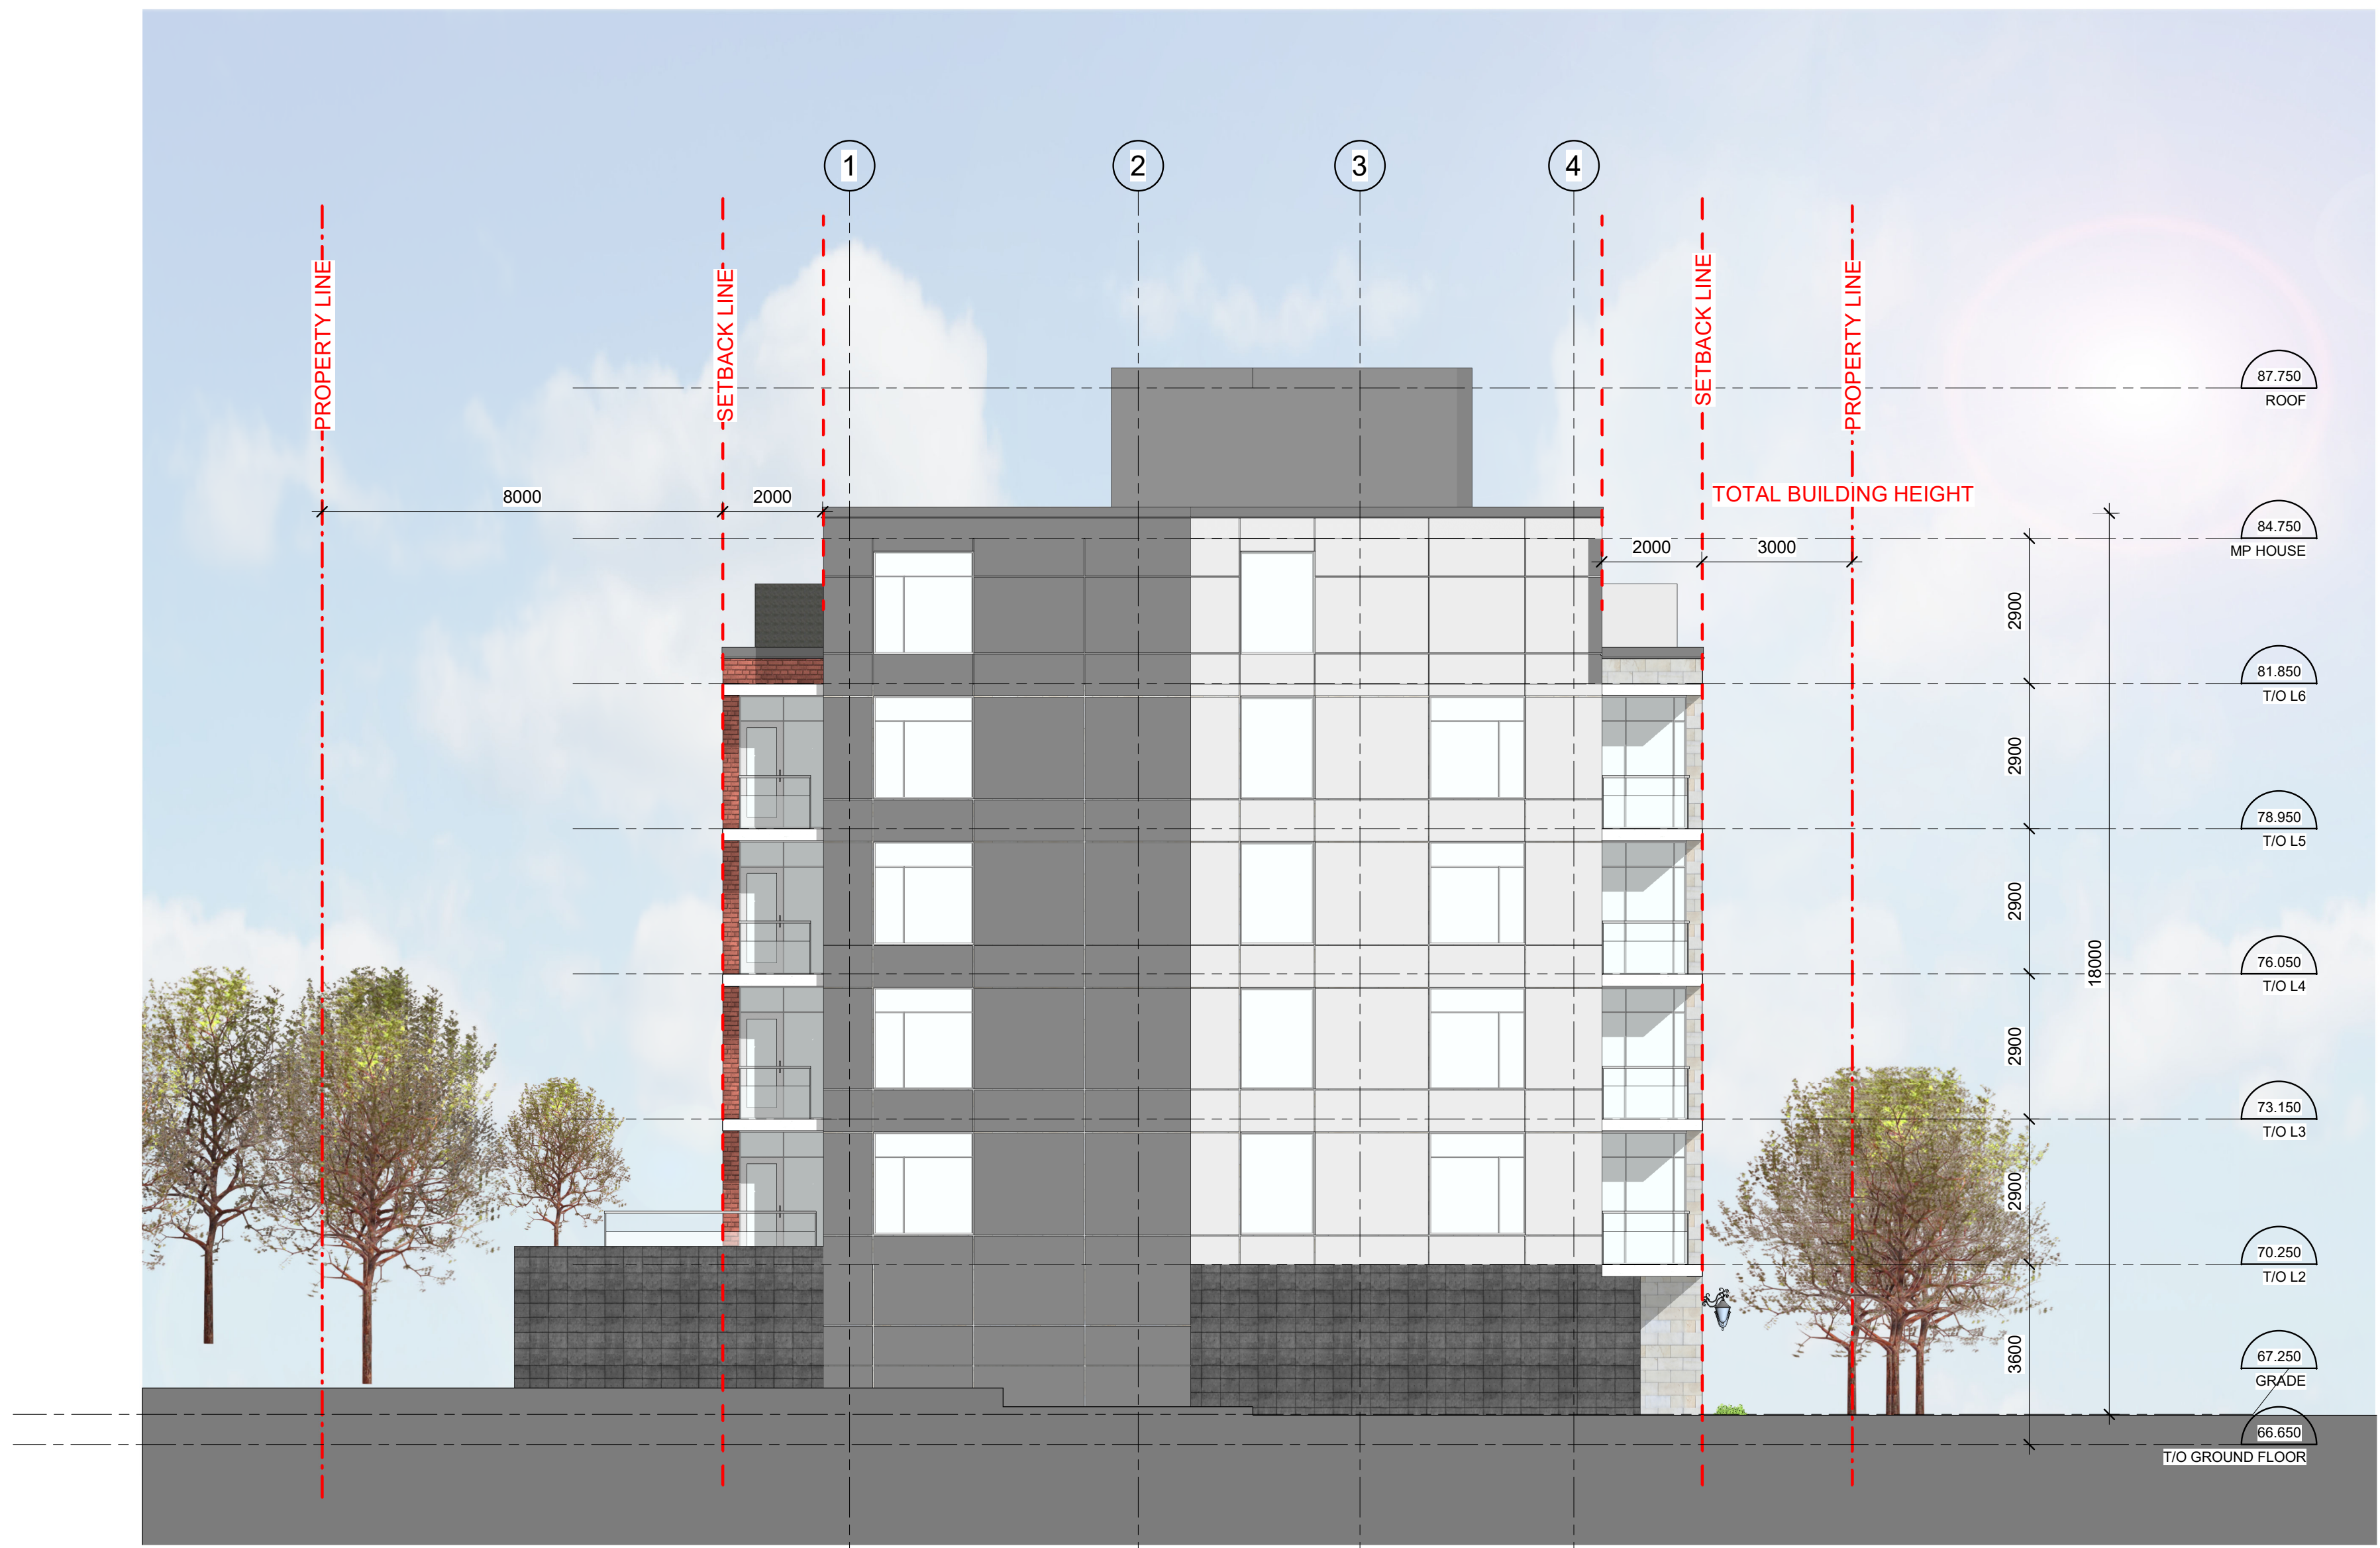 1
2
3
4
PROPERTY LINE
SETBACK LINE
SETBACK LINE
PROPERTY LINE
87.750
ROOF
8000
2000
TOTAL BUILDING HEIGHT
84.750
MP HOUSE
2000
3000
2900
81.850
T/O L6
2900
78.950
T/O L5
2900
18000
76.050
T/O L4
2900
73.150
T/O L3
2900
70.250
T/O L2
3600
67.250
GRADE
66.650
T/O GROUND FLOOR